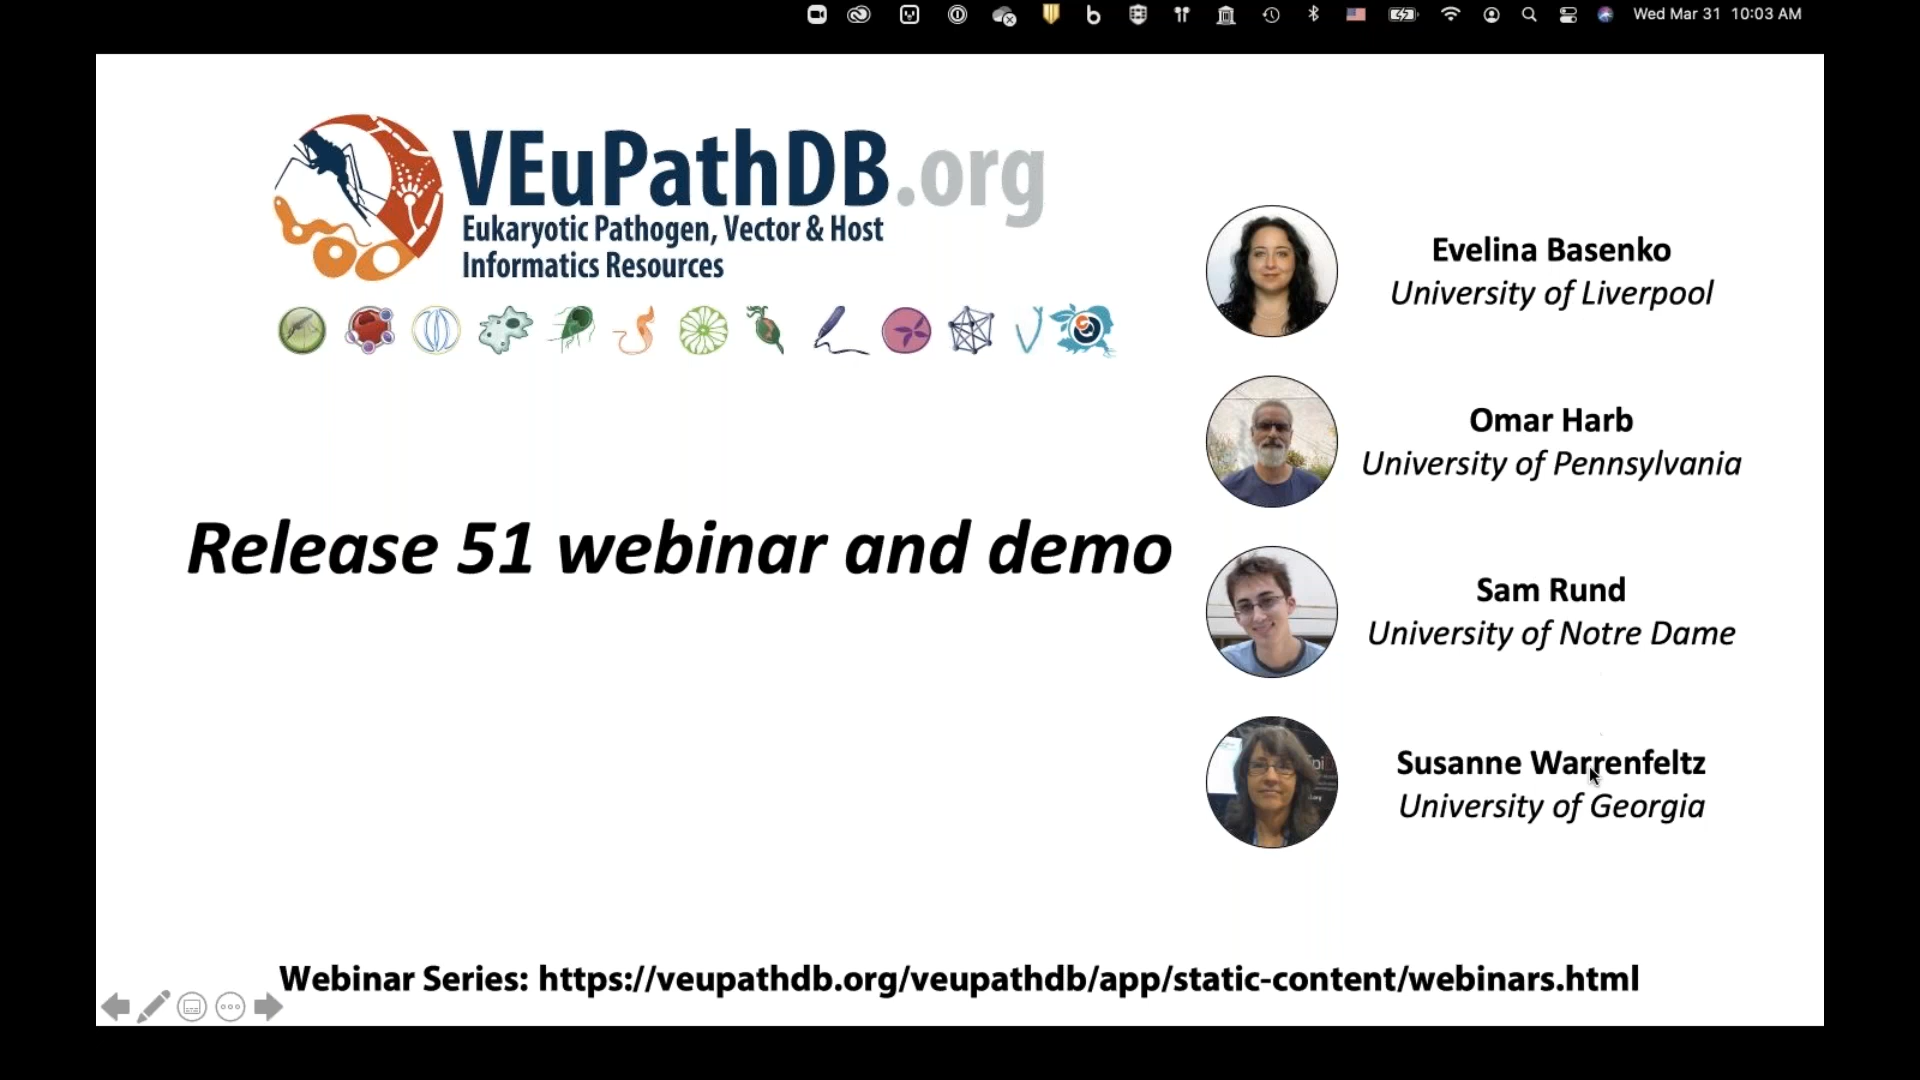 Wed Mar 31 10:03 AM
VEuPathDB.org
Eukaryotic Pathogen, Vector & Host
Informatics Resources
Release 51 webinar and demo
Evelina Basenko
University of Liverpool
Omar Harb
University of Pennsylvania
Sam Rund
University of Notre Dame
Susanne Warrenfeltz
University of Georgia
Webinar Series: https://veupathdb.org/veupathdb/app/static-content/webinars.html